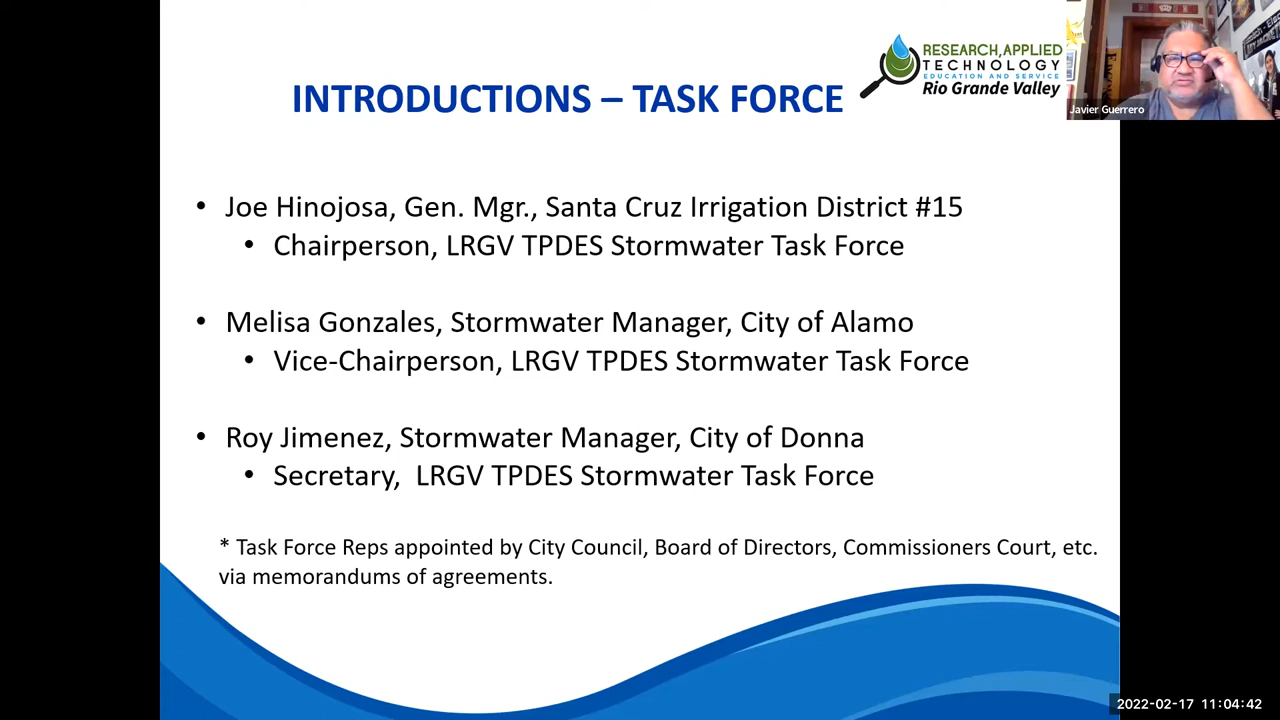 INTRODUCTIONS – TASK FORCE
RESEARCH, APPLIED
TECHNOLOGY
EDUCATION AND SERVICE
Rio Grande Valley
Javier Guerrero
• Joe Hinojosa, Gen. Mgr., Santa Cruz Irrigation District #15
• Chairperson, LRGV TPDES Stormwater Task Force
• Melisa Gonzales, Stormwater Manager, City of Alamo
• Vice-Chairperson, LRGV TPDES Stormwater Task Force
• Roy Jimenez, Stormwater Manager, City of Donna
• Secretary, LRGV TPDES Stormwater Task Force
* Task Force Reps appointed by City Council, Board of Directors, Commissioners Court, etc.
via memorandums of agreements.
2022-02-17 11:04:42